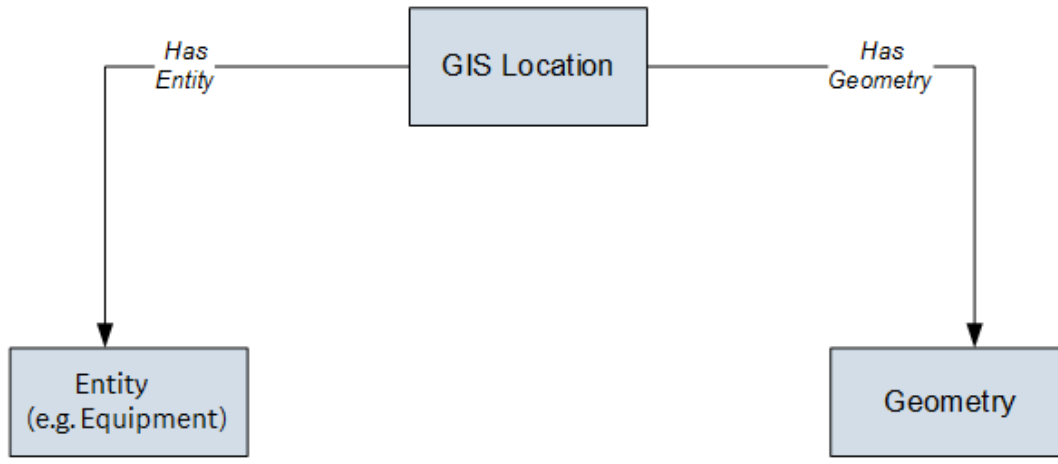 Has
Entity
GIS Location
Has
Geometry
Entity
(e.g. Equipment)
Geometry